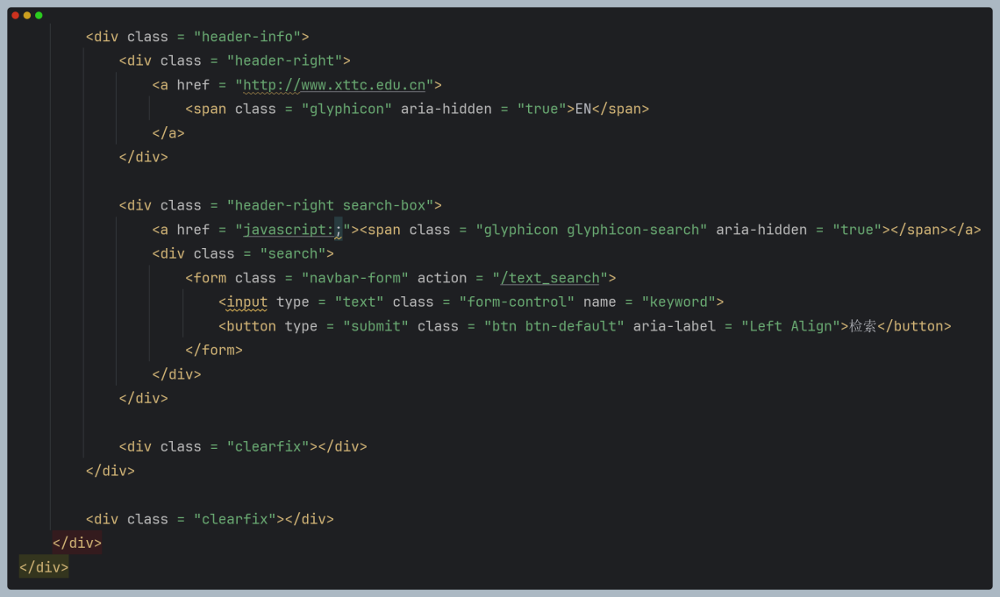 <div class = "header-info">
<div class = "header-right">
<a href = "http://www.xttc.edu.cn">
<span class = "glyphicon" aria-hidden = "true">EN</span>
</a>
</div>
<div class = "header-right search-box">
<a href = "javascript:;"><span class = "glyphicon glyphicon-search" aria-hidden = "true"></span></a>
<div class = "search">
<form class = "navbar-form" action = "/text_search">
<input type = "text" class = "form-control" name = "keyword">
<button type = "submit" class = "btn btn-default" aria-label = "Left Align">检索</button>
</form>
</div>
</div>
<div class = "clearfix"></div>
</div>
<div class = "clearfix"></div>
</div>
</div>